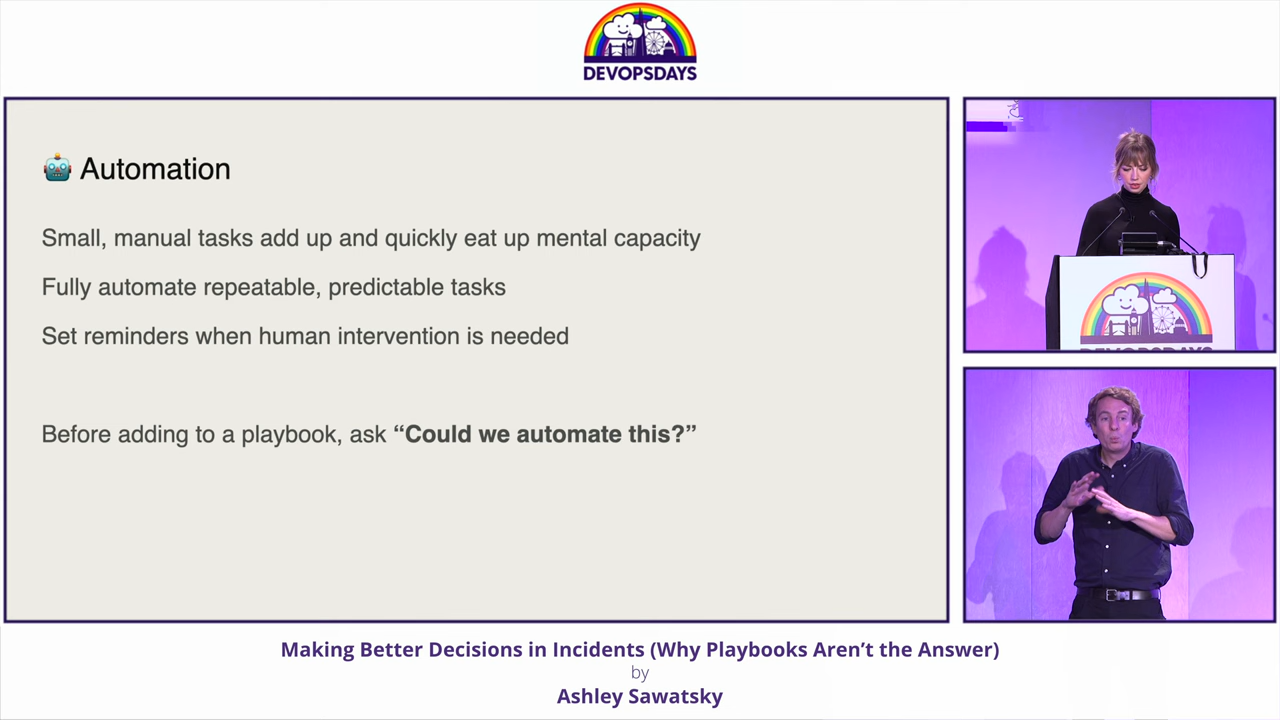 DEVOPSDAYS
🤖 Automation
Small, manual tasks add up and quickly eat up mental capacity
Fully automate repeatable, predictable tasks
Set reminders when human intervention is needed
Before adding to a playbook, ask “Could we automate this?”
DEVOPSDAYS
Making Better Decisions in Incidents (Why Playbooks Aren’t the Answer)
by
Ashley Sawatsky